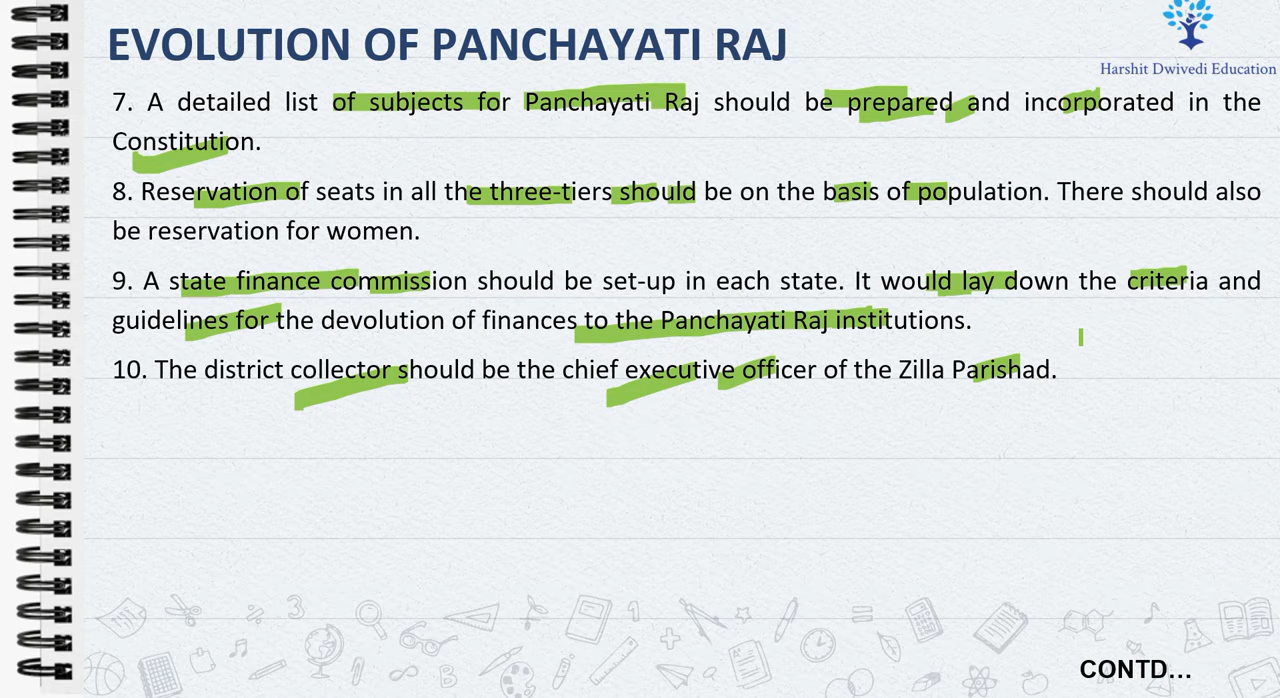 EVOLUTION OF PANCHAYATI RAJ
Harshit Dwivedi Education
7. A detailed list of subjects for Panchayati Raj should be prepared and incorporated in the
Constitution.
8. Reservation of seats in all the three-tiers should be on the basis of population. There should also
be reservation for women.
9. A state finance commission should be set-up in each state. It would lay down the criteria and
guidelines for the devolution of finances to the Panchayati Raj institutions.
10. The district collector should be the chief executive officer of the Zilla Parishad.
CONTD...